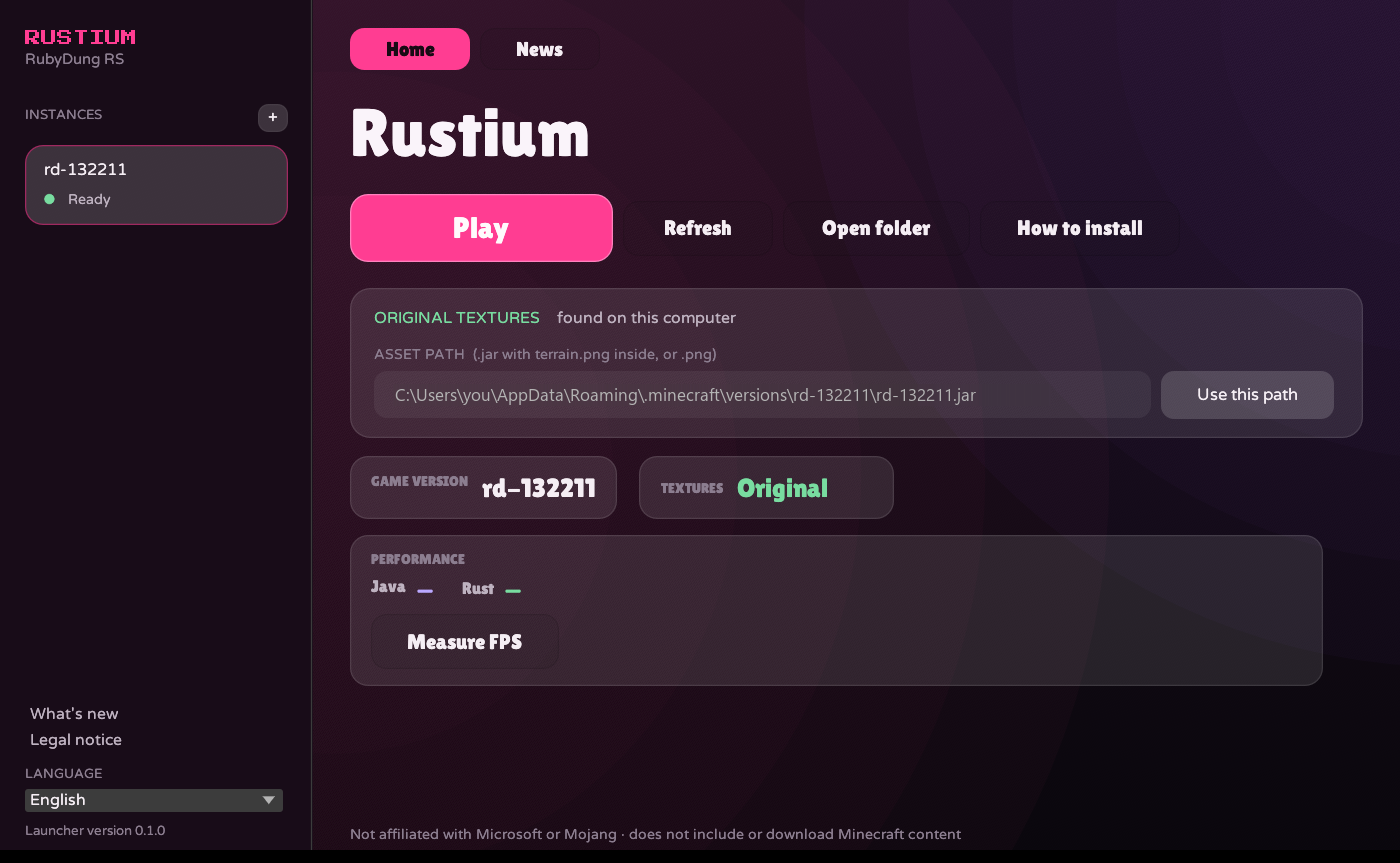 RUSTIUM
RubyDung RS
INSTANCES +
rd-132211
Ready
What's new
Legal notice
LANGUAGE
English
Launcher version 0.1.0
Home News
Rustium
Play Refresh Open folder How to install
ORIGINAL TEXTURES found on this computer
ASSET PATH (.jar with terrain.png inside, or .png)
C:\Users\you\AppData\Roaming\.minecraft\versions\rd-132211\rd-132211.jar Use this path
GAME VERSION rd-132211 TEXTURES Original
PERFORMANCE
Java — Rust —
Measure FPS
Not affiliated with Microsoft or Mojang · does not include or download Minecraft content